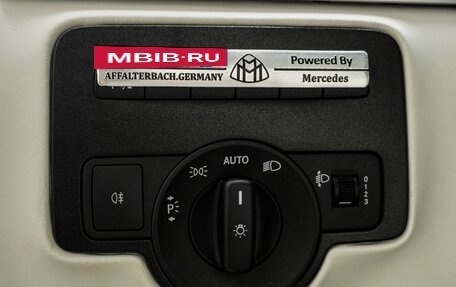 MBIB-RU
Powered By
AFFALTERBACH.GERMANY
Mercedes
AUTO
P
0
1
2
3